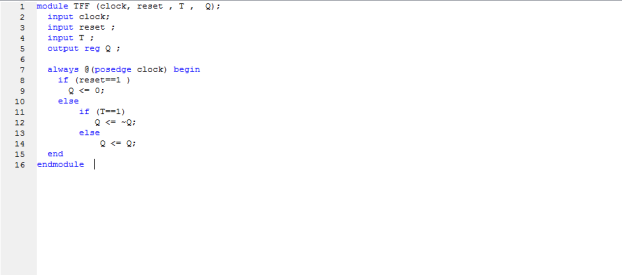 1 module TFF (clock, reset , T , Q);
2 input clock;
3 input reset ;
4 input T ;
5 output reg Q ;
6
7 always @(posedge clock) begin
8 if (reset==1 )
9 Q <= 0;
10 else
11 if (T==1)
12 Q <= ~Q;
13 else
14 Q <= Q;
15 end
16 endmodule